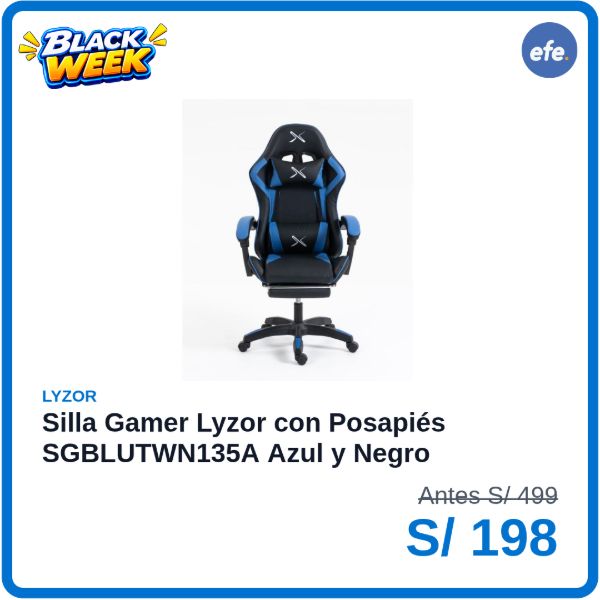 BLACK
WEEK
efe.
LYZOR
Silla Gamer Lyzor con Posapiés
SGBLUTWN135A Azul y Negro
Antes S/ 499
S/ 198